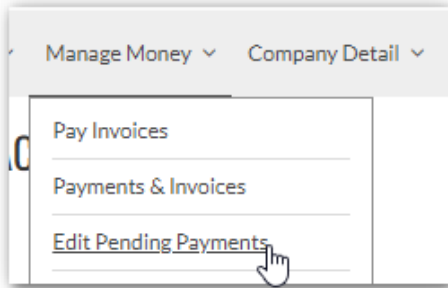 Manage Money Company Detail
Pay Invoices
Payments & Invoices
Edit Pending Payments